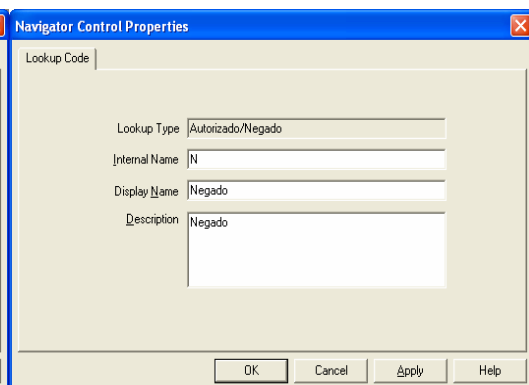 Navigator Control Properties
Lookup Code
Lookup Type Autorizado/Negado
Internal Name N
Display Name Negado
Description Negado
OK Cancel Apply Help